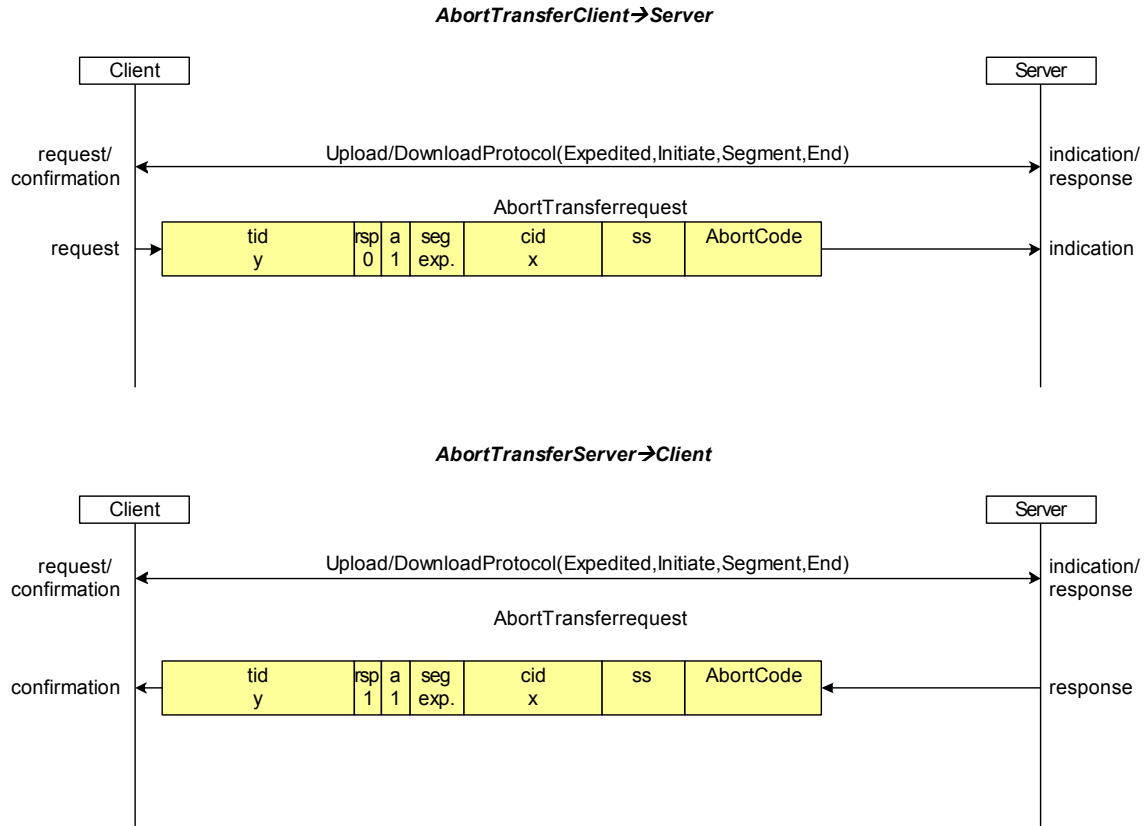 AbortTransferClient→Server
Client
Server
request/
confirmation
Upload/DownloadProtocol(Expedited,Initiate,Segment,End)
indication/
response
AbortTransferrequest
request
tid
y
rsp
0
a
1
seg
exp.
cid
x
ss
AbortCode
indication
AbortTransferServer→Client
Client
Server
request/
confirmation
Upload/DownloadProtocol(Expedited,Initiate,Segment,End)
indication/
response
AbortTransferrequest
confirmation
tid
y
rsp
1
a
1
seg
exp.
cid
x
ss
AbortCode
response